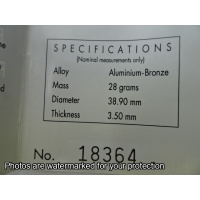 SPECIFICATIONS
(Nominal measurements only)
Alloy Aluminium-Bronze
Mass 28 grams
Diameter 38.90 mm
Thickness 3.50 mm
No. 18364
Photos are watermarked for your protection